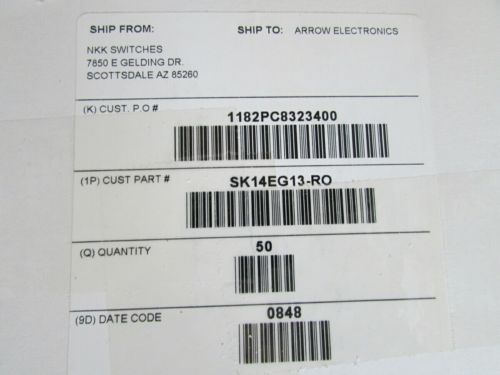 SHIP FROM: SHIP TO: ARROW ELECTRONICS
NKK SWITCHES
7850 E GELDING DR.
SCOTTSDALE AZ 85260
(K) CUST. P.O #
1182PC8323400
(1P) CUST PART # SK14EG13-RO
(Q) QUANTITY 50
(9D) DATE CODE 0848